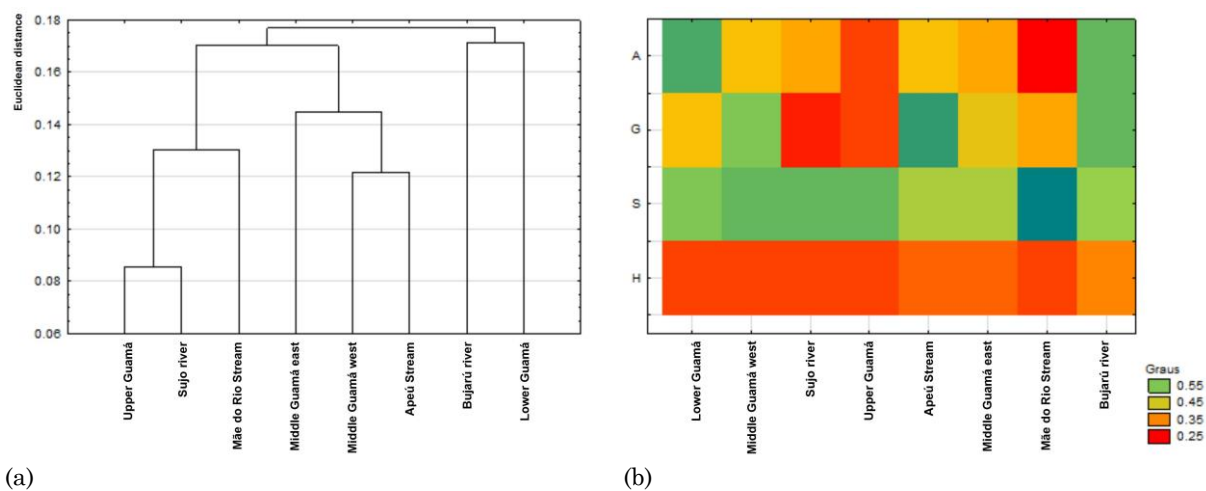 Euclidean distance
0.18
0.16
0.14
0.12
0.10
0.08
0.06
Upper Guamá
Sujo river
Mãe do Rio Stream
Middle Guamá east
Middle Guamá west
Apeú Stream
Bujarú river
Lower Guamá
(a)
A
G
S
H
Lower Guamá
Middle Guamá west
Sujo river
Upper Guamá
Apeú Stream
Middle Guamá east
Mãe do Rio Stream
Bujarú river
Graus
0.55
0.45
0.35
0.25
(b)